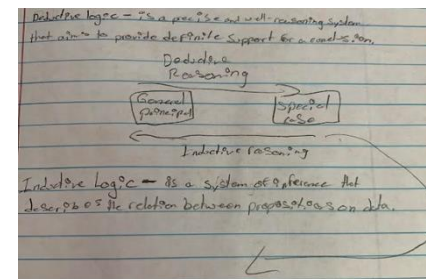 Deductive logic – is a precise and well-reasoning system
that aims to provide definite support for a conclusion.
Deductive
Reasoning
General
principal
Special
case
Inductive reasoning
Inductive Logic – is a system of inference that
describes the relation between propositions on data.